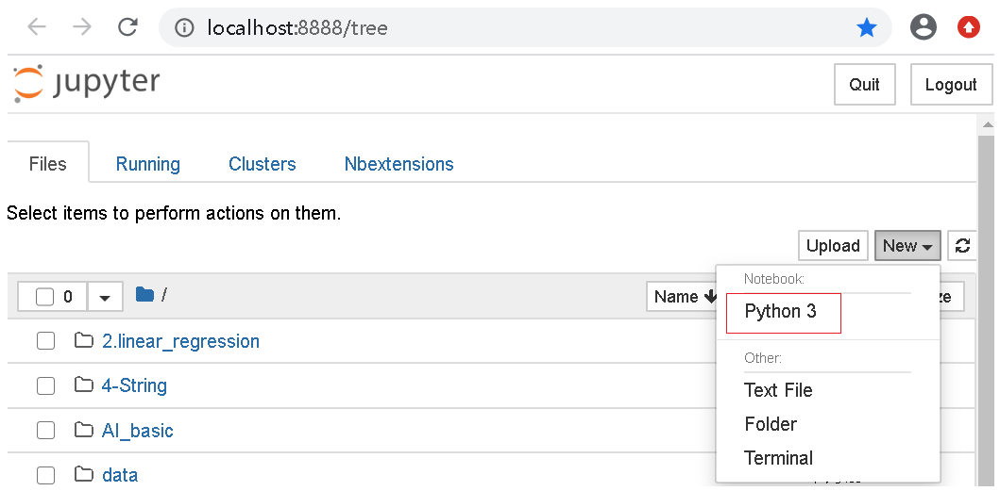 localhost:8888/tree
jupyter
Quit
Logout
Files
Running
Clusters
Nbextensions
Select items to perform actions on them.
Upload
New
0
/
Name
ze
Notebook:
Python 3
Other:
Text File
Folder
Terminal
2.linear_regression
4-String
AI_basic
data